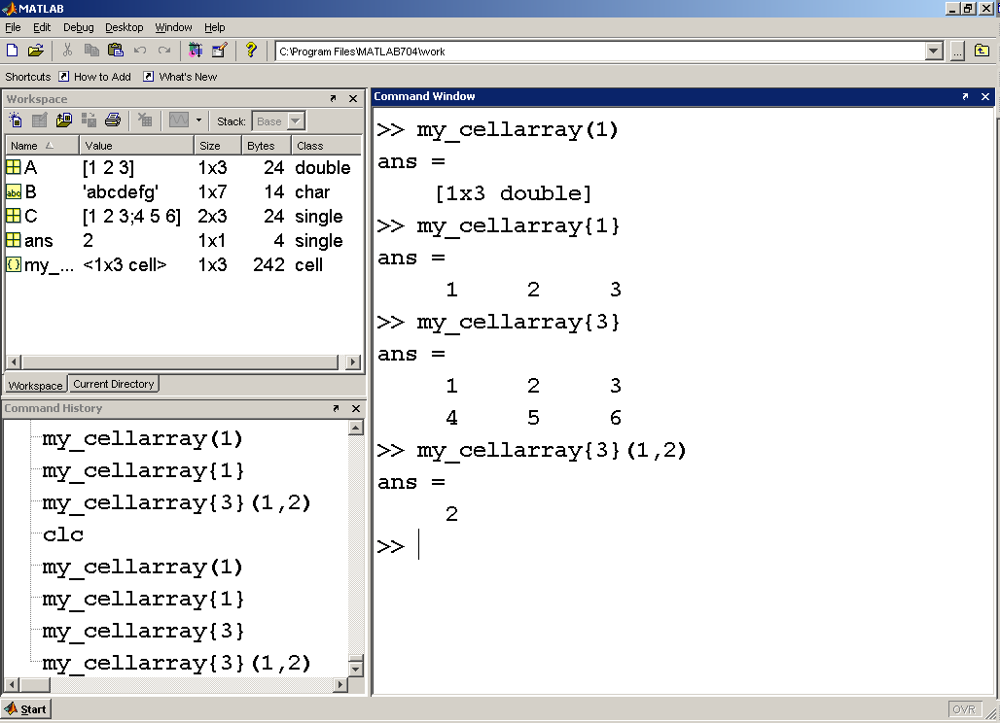 MATLAB
File Edit Debug Desktop Window Help
C:\Program Files\MATLAB704\work ...
Shortcuts How to Add What's New
Workspace
Stack: Base
Name Value Size Bytes Class
A [1 2 3] 1x3 24 double
abc B 'abcdefg' 1x7 14 char
C [1 2 3;4 5 6] 2x3 24 single
ans 2 1x1 4 single
{} my_... <1x3 cell> 1x3 242 cell
Workspace Current Directory
Command History
my_cellarray(1)
my_cellarray{1}
my_cellarray{3}(1,2)
clc
my_cellarray(1)
my_cellarray{1}
my_cellarray{3}
my_cellarray{3}(1,2)
Command Window
>> my_cellarray(1)
ans =
[1x3 double]
>> my_cellarray{1}
ans =
1 2 3
>> my_cellarray{3}
ans =
1 2 3
4 5 6
>> my_cellarray{3}(1,2)
ans =
2
>>
Start
OVR